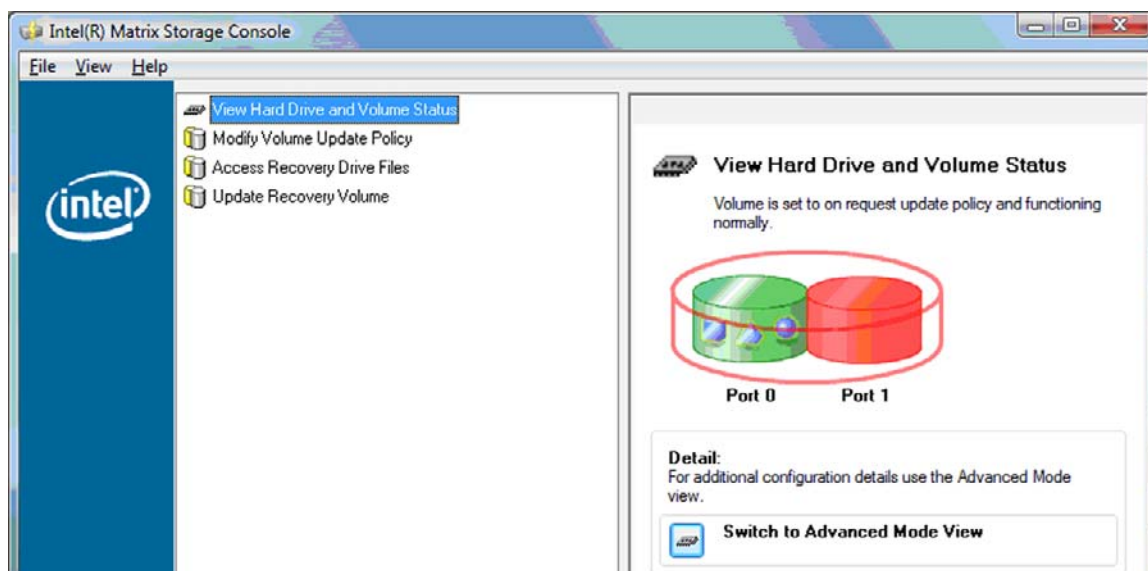 Intel(R) Matrix Storage Console
File View Help
intel
View Hard Drive and Volume Status
Modify Volume Update Policy
Access Recovery Drive Files
Update Recovery Volume
View Hard Drive and Volume Status
Volume is set to on request update policy and functioning
normally.
Port 0 Port 1
Detail:
For additional configuration details use the Advanced Mode
view.
Switch to Advanced Mode View